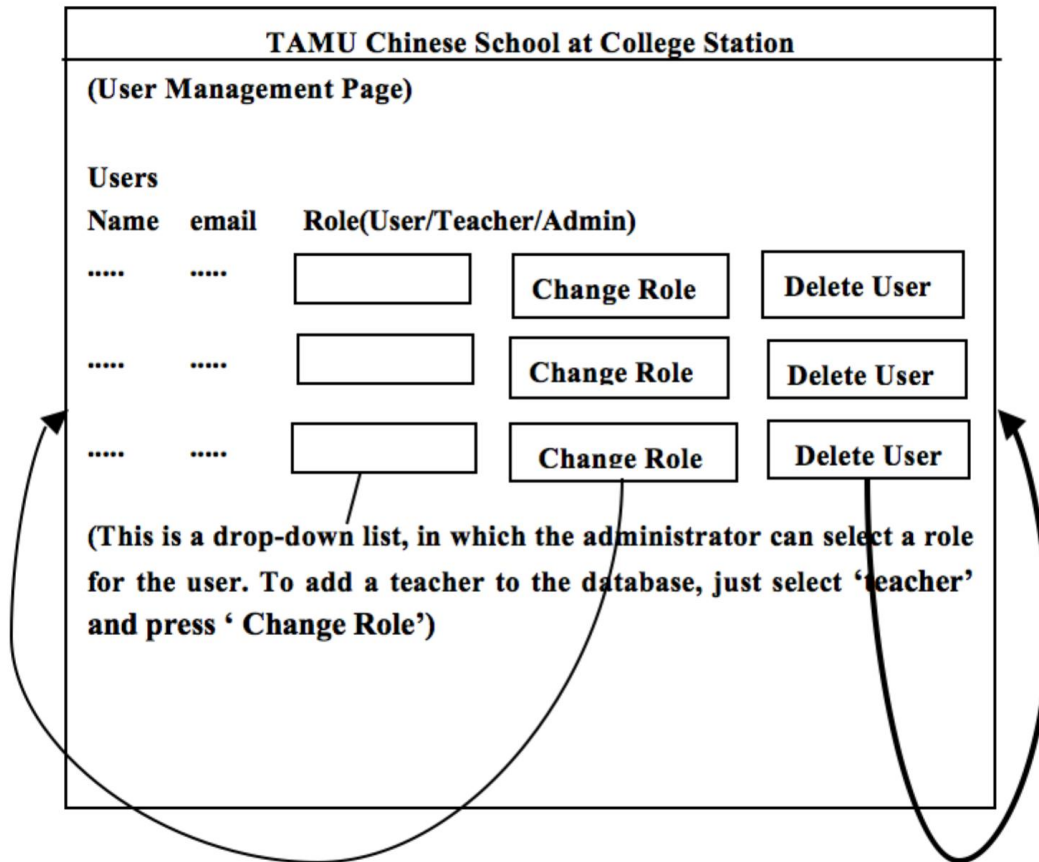 TAMU Chinese School at College Station
(User Management Page)
Users
Name email Role(User/Teacher/Admin)
..... ..... Change Role Delete User
..... ..... Change Role Delete User
..... ..... Change Role Delete User
(This is a drop-down list, in which the administrator can select a role
for the user. To add a teacher to the database, just select ‘teacher’
and press ‘ Change Role’)